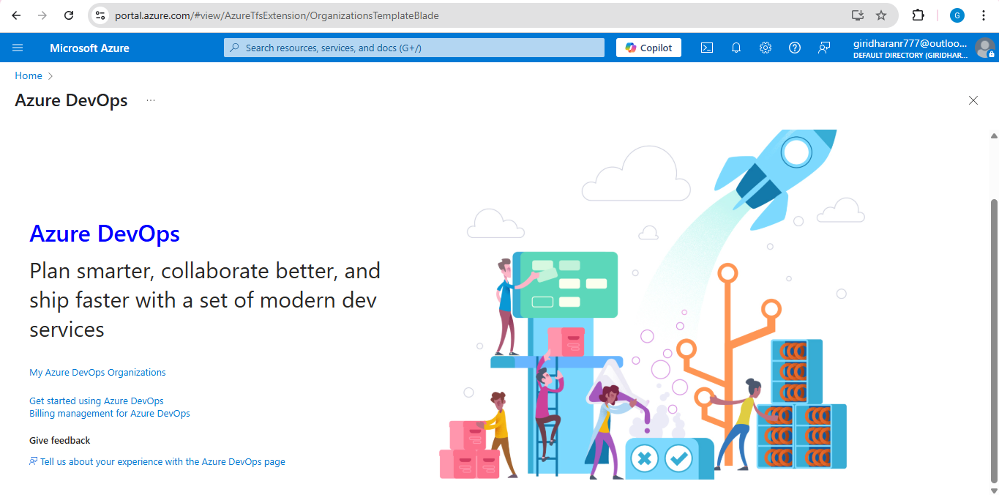 portal.azure.com/#view/AzureTfsExtension/OrganizationsTemplateBlade
G
Microsoft Azure
Search resources, services, and docs (G+/)
Copilot
giridharanr777@outloo...
DEFAULT DIRECTORY (GIRIDHAR...
Home
Azure DevOps
...
Azure DevOps
Plan smarter, collaborate better, and
ship faster with a set of modern dev
services
My Azure DevOps Organizations
Get started using Azure DevOps
Billing management for Azure DevOps
Give feedback
Tell us about your experience with the Azure DevOps page